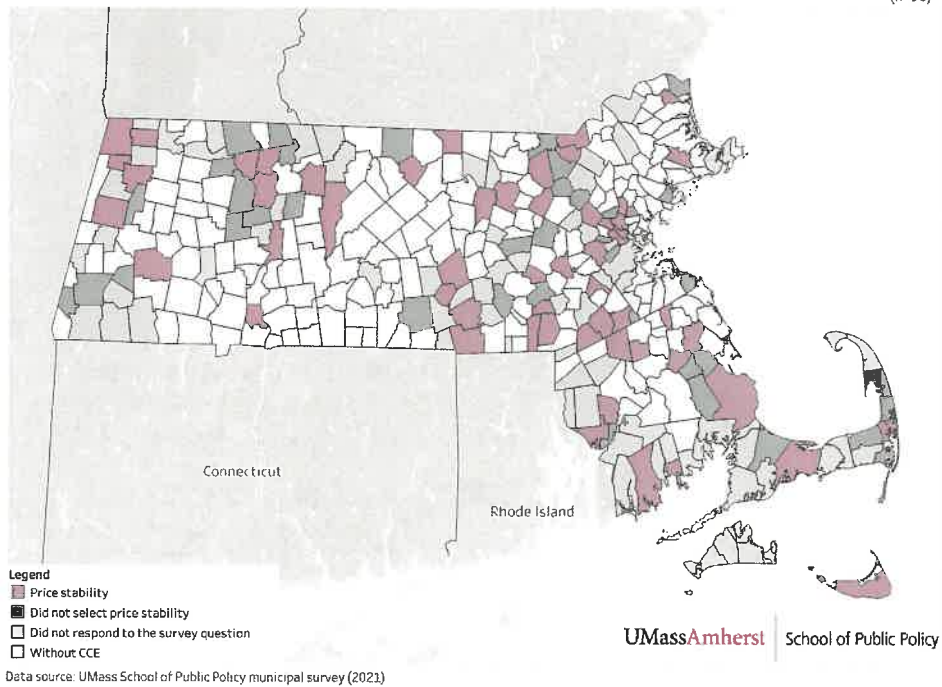 Connecticut
Rhode Island
Legend
Price stability
Did not select price stability
Did not respond to the survey question
Without CCE
UMassAmherst | School of Public Policy
Data source: UMass School of Public Policy municipal survey (2021)